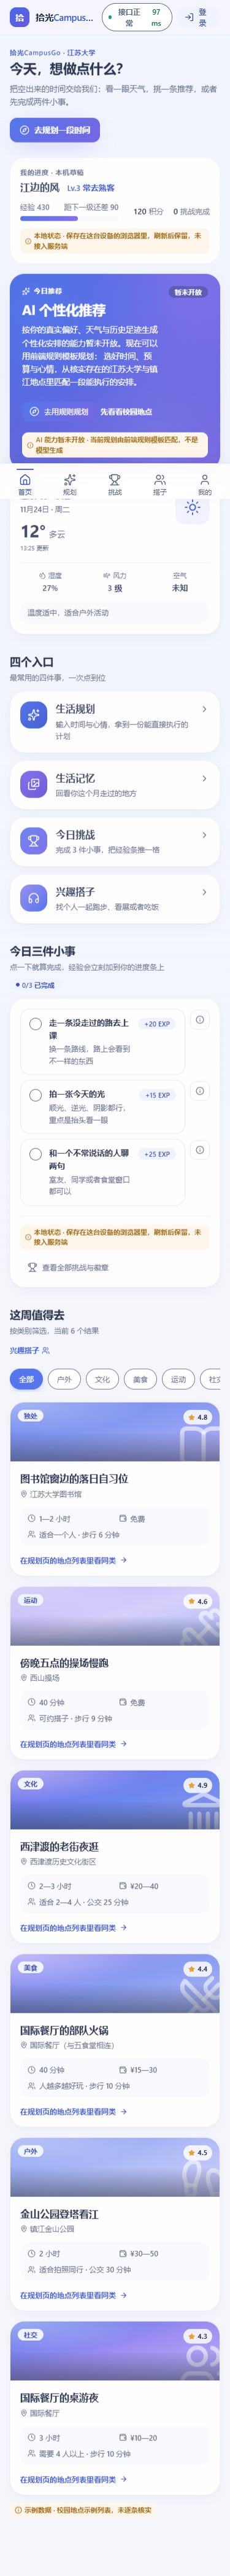 拾
拾光Campus...
接口正常
97 ms
登录
拾光CampusGo · 江苏大学
今天，想做点什么？
把空出来的时间交给我们：看一眼天气，挑一条推荐，或者
先完成两件小事。
去规划一段时间
我的进度 · 本机草稿
江边的风 Lv.3 常去熟客
经验 430 距下一级还差 90
120 积分 0 挑战完成
本地状态 · 保存在这台设备的浏览器里，刷新后保留，未
接入服务端
今日推荐 暂未开放
AI 个性化推荐
按你的真实偏好、天气与历史足迹生成
个性化安排的能力暂未开放。现在可以
用前端规则模板规划：选好时间、预
算与心情，从核实存在的江苏大学与镇
江地点里匹配一份能执行的安排。
去用规则规划 先看看校园地点
AI 能力暂未开放 · 当前规划由前端规则模板匹配，不是
模型生成
首页
规划
挑战
搭子
我的
11月24日 · 周二
12° 多云
13:25 更新
湿度 风力 空气
27% 3 级 未知
温度适中，适合户外活动
四个入口
最常用的四件事，一次点到位
生活规划
输入时间与心情，拿到一份能直接执行的
计划
生活记忆
回看你这个月走过的地方
今日挑战
完成 3 件小事，把经验条推一格
兴趣搭子
找个人一起跑步、看展或者吃饭
今日三件小事
点一下就算完成，经验会立刻加到你的进度条上
0/3 已完成
走一条没走过的路去上课 +20 EXP
换一条路线，路上会看到
不一样的东西
拍一张今天的光 +15 EXP
顺光、逆光、阴影都行，
重点是抬头看一眼
和一个不常说话的人聊两句 +25 EXP
室友、同学或者食堂窗口
都可以
本地状态 · 保存在这台设备的浏览器里，刷新后保留，未
接入服务端
查看全部挑战与徽章
这周值得去
按类别筛选，当前 6 个结果
兴趣搭子
全部 户外 文化 美食 运动 社交
独处 4.8
图书馆窗边的落日自习位
江苏大学图书馆
1—2 小时 免费
适合一个人 · 步行 6 分钟
在规划页的地点列表里看同类
运动 4.6
傍晚五点的操场慢跑
西山操场
40 分钟 免费
可约搭子 · 步行 9 分钟
在规划页的地点列表里看同类
文化 4.9
西津渡的老街夜逛
西津渡历史文化街区
2—3 小时 ¥20—40
适合 2—4 人 · 公交 25 分钟
在规划页的地点列表里看同类
美食 4.4
国际餐厅的部队火锅
国际餐厅（与五食堂相连）
40 分钟 ¥15—30
人越多越好玩 · 步行 10 分钟
在规划页的地点列表里看同类
户外 4.5
金山公园登塔看江
镇江金山公园
2 小时 ¥30—50
适合拍照同行 · 公交 30 分钟
在规划页的地点列表里看同类
社交 4.3
国际餐厅的桌游夜
国际餐厅
3 小时 ¥10—20
需要 4 人以上 · 步行 10 分钟
在规划页的地点列表里看同类
示例数据 · 校园地点示例列表，未逐条核实